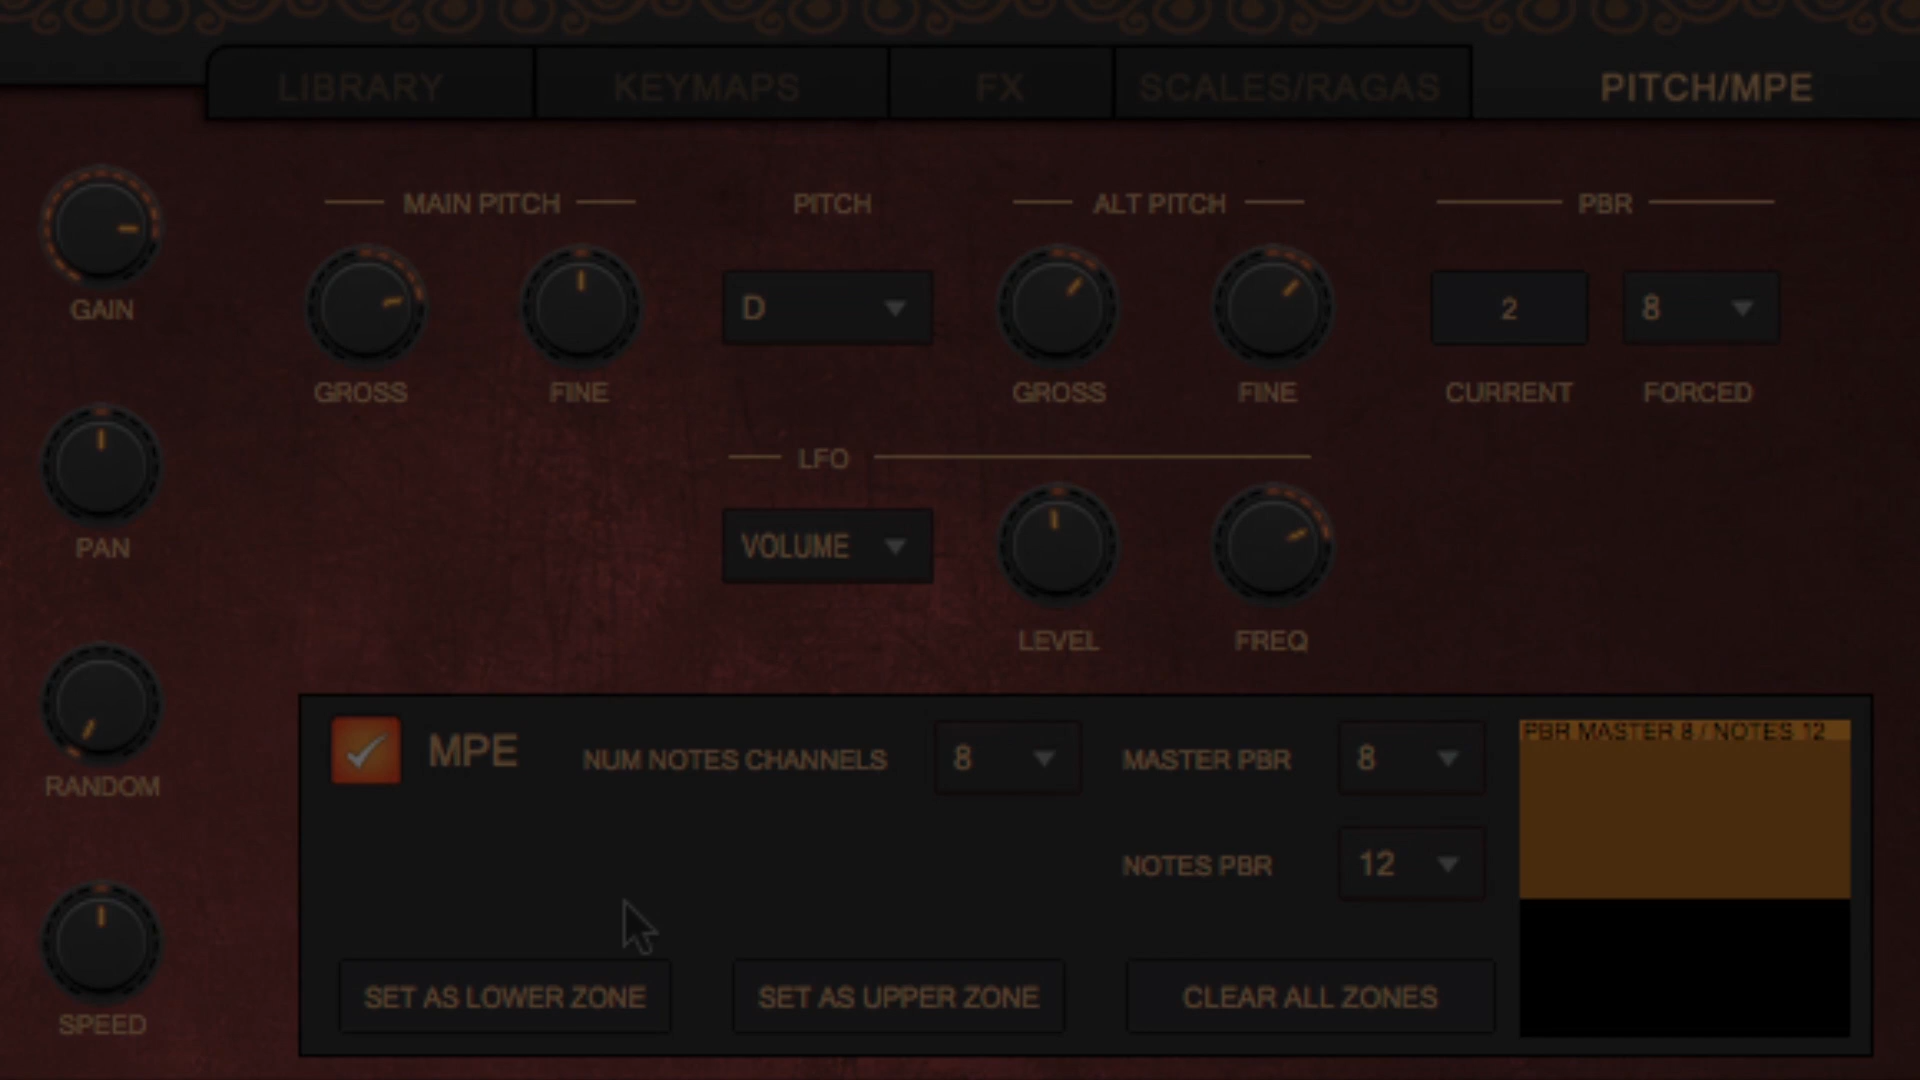 LIBRARY
KEYMAPS
FX
SCALES/RAGAS
PITCH/MPE
GAIN
PAN
RANDOM
SPEED
MAIN PITCH
GROSS
FINE
PITCH
D
ALT PITCH
GROSS
FINE
PBR
2
8
CURRENT
FORCED
LFO
VOLUME
LEVEL
FREQ
MPE
NUM NOTES CHANNELS
8
MASTER PBR
8
NOTES PBR
12
PBR MASTER 8 / NOTES 12
SET AS LOWER ZONE
SET AS UPPER ZONE
CLEAR ALL ZONES